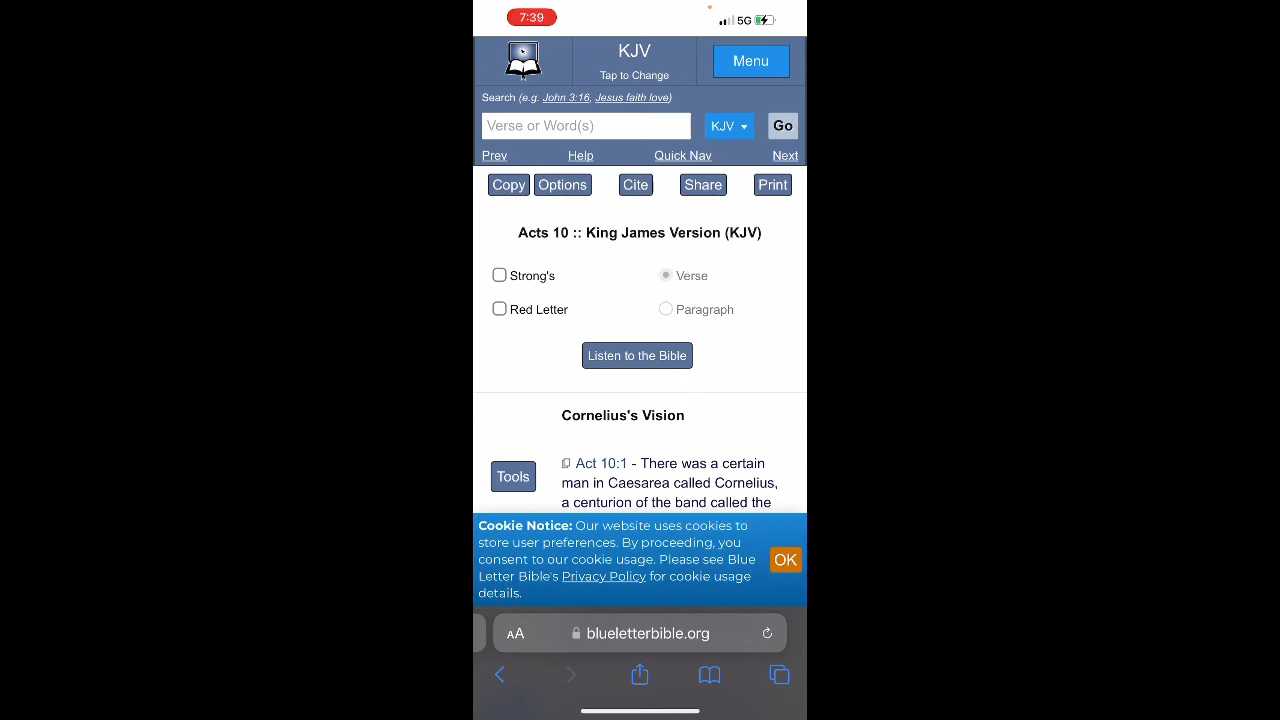 7:39
5G
KJV
Tap to Change
Menu
Search (e.g. John 3:16, Jesus faith love)
Verse or Word(s)
KJV
Go
Prev
Help
Quick Nav
Next
Copy
Options
Cite
Share
Print
Acts 10 :: King James Version (KJV)
Strong's
Verse
Red Letter
Paragraph
Listen to the Bible
Cornelius's Vision
Tools
Act 10:1 - There was a certain
man in Caesarea called Cornelius,
a centurion of the band called the
Cookie Notice: Our website uses cookies to
store user preferences. By proceeding, you
consent to our cookie usage. Please see Blue
Letter Bible's Privacy Policy for cookie usage
details.
OK
AA
blueletterbible.org